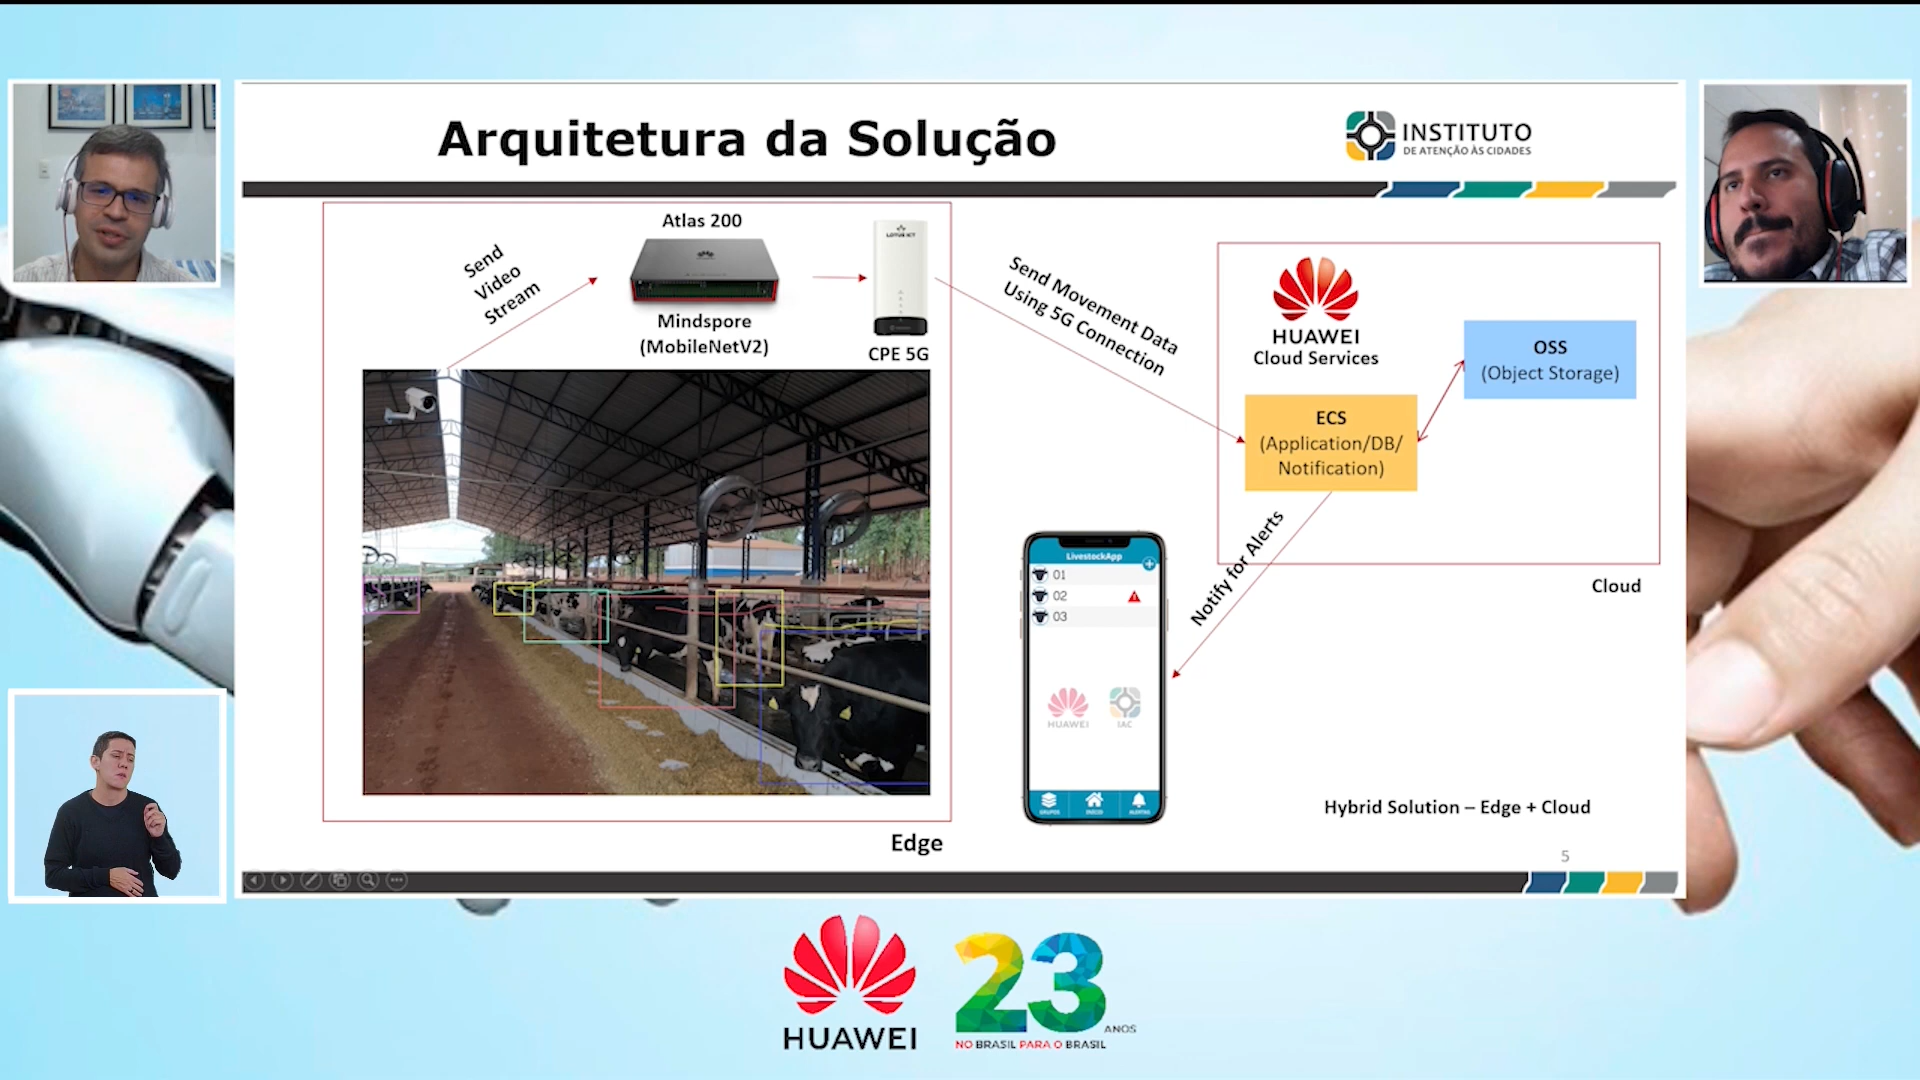 Arquitetura da Solução
INSTITUTO
DE ATENÇÃO ÀS CIDADES
Atlas 200
Send
Video
Stream
Mindspore
(MobileNetV2)
CPE 5G
Send Movement Data
Using 5G Connection
HUAWEI
Cloud Services
OSS
(Object Storage)
ECS
(Application/DB/
Notification)
Notify for Alerts
Cloud
LivestockApp
01
02
03
HUAWEI
IAC
INÍCIO
Hybrid Solution – Edge + Cloud
Edge
5
HUAWEI
23
ANOS
NO BRASIL PARA O BRASIL